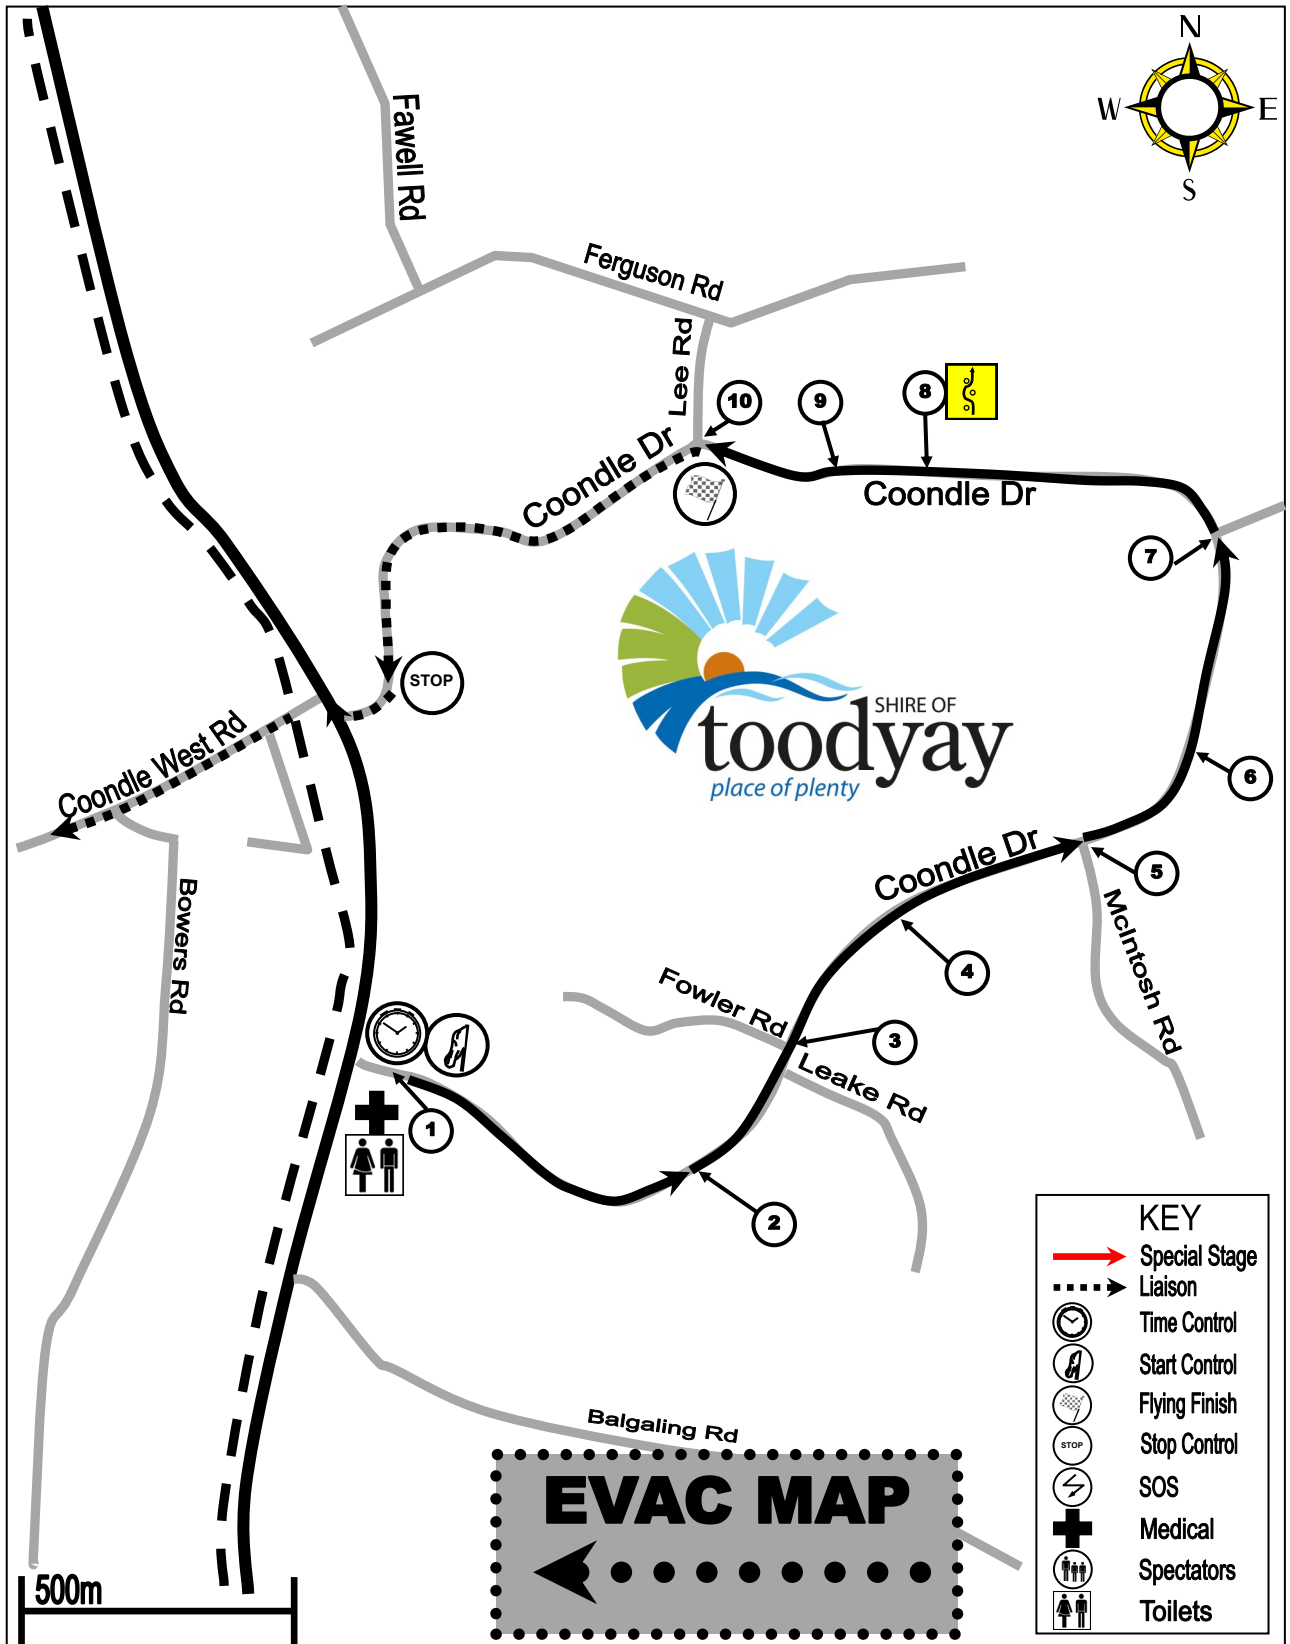 N
W E
S
Fawell Rd
Ferguson Rd
Lee Rd
10
9
8
Coondle Dr
Coondle Dr
7
STOP
SHIRE OF
toodyay
place of plenty
Coondle West Rd
6
Coondle Dr
5
Bowers Rd
McIntosh Rd
4
Fowler Rd
3
Leake Rd
1
2
KEY
Special Stage
Liaison
Time Control
Start Control
Flying Finish
STOP Stop Control
SOS
Medical
Spectators
Toilets
Balgaling Rd
EVAC MAP
500m